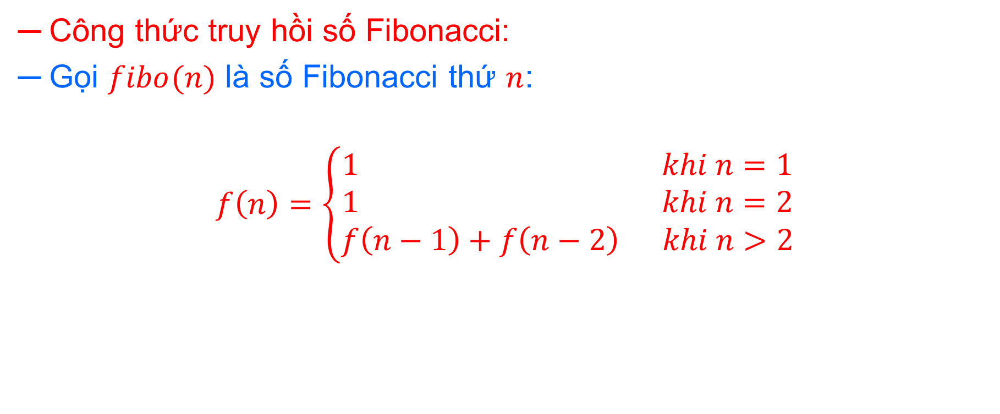 — Công thức truy hồi số Fibonacci:
— Gọi fibo(n) là số Fibonacci thứ n:
f(n) = { 1 khi n = 1
1 khi n = 2
f(n − 1) + f(n − 2) khi n > 2